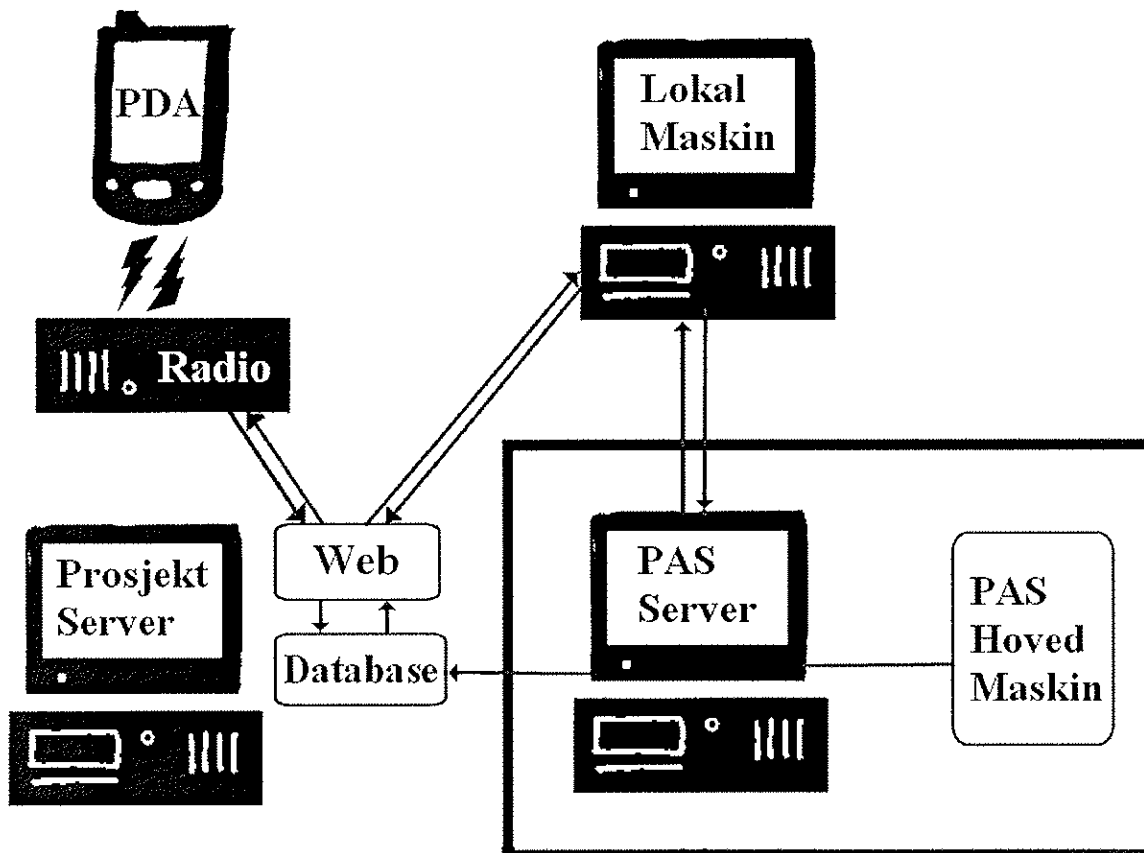 PDA
Lokal
Maskin
Radio
Prosjekt
Server
Web
Database
PAS
Server
PAS
Hoved
Maskin